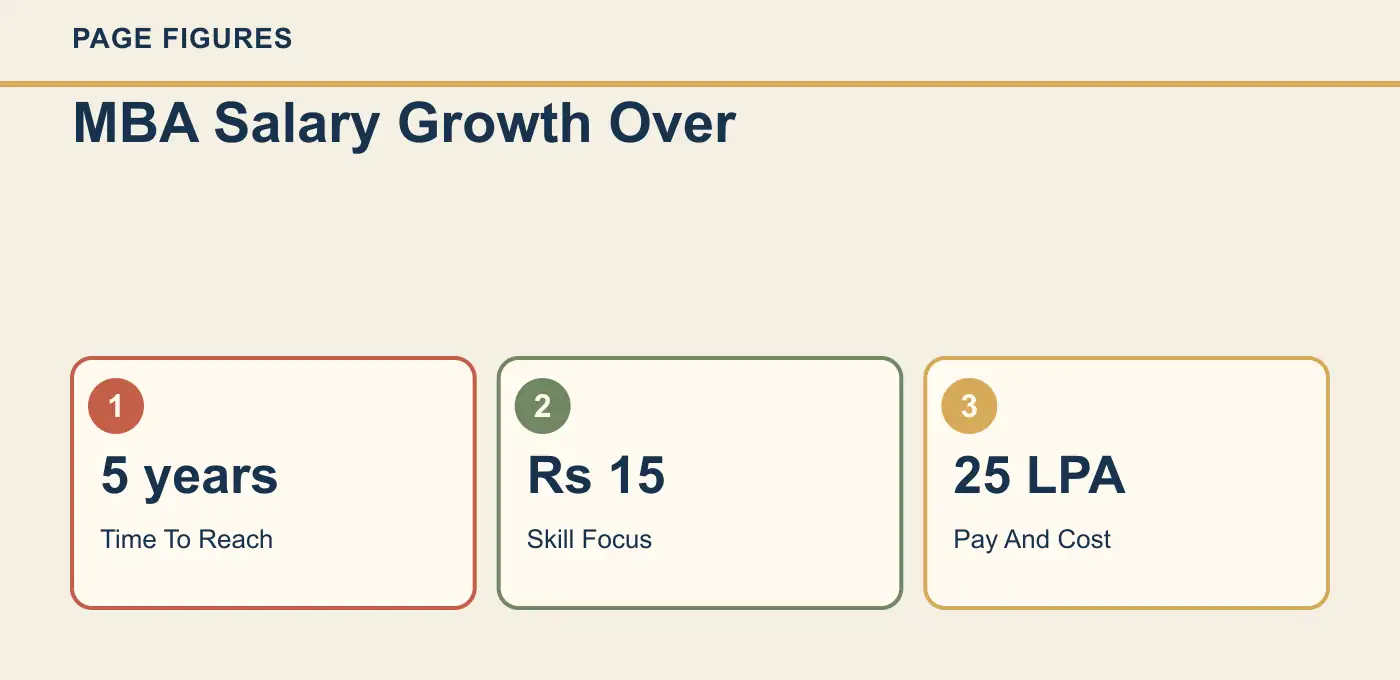 PAGE FIGURES
MBA Salary Growth Over
1
5 years
Time To Reach
2
Rs 15
Skill Focus
3
25 LPA
Pay And Cost